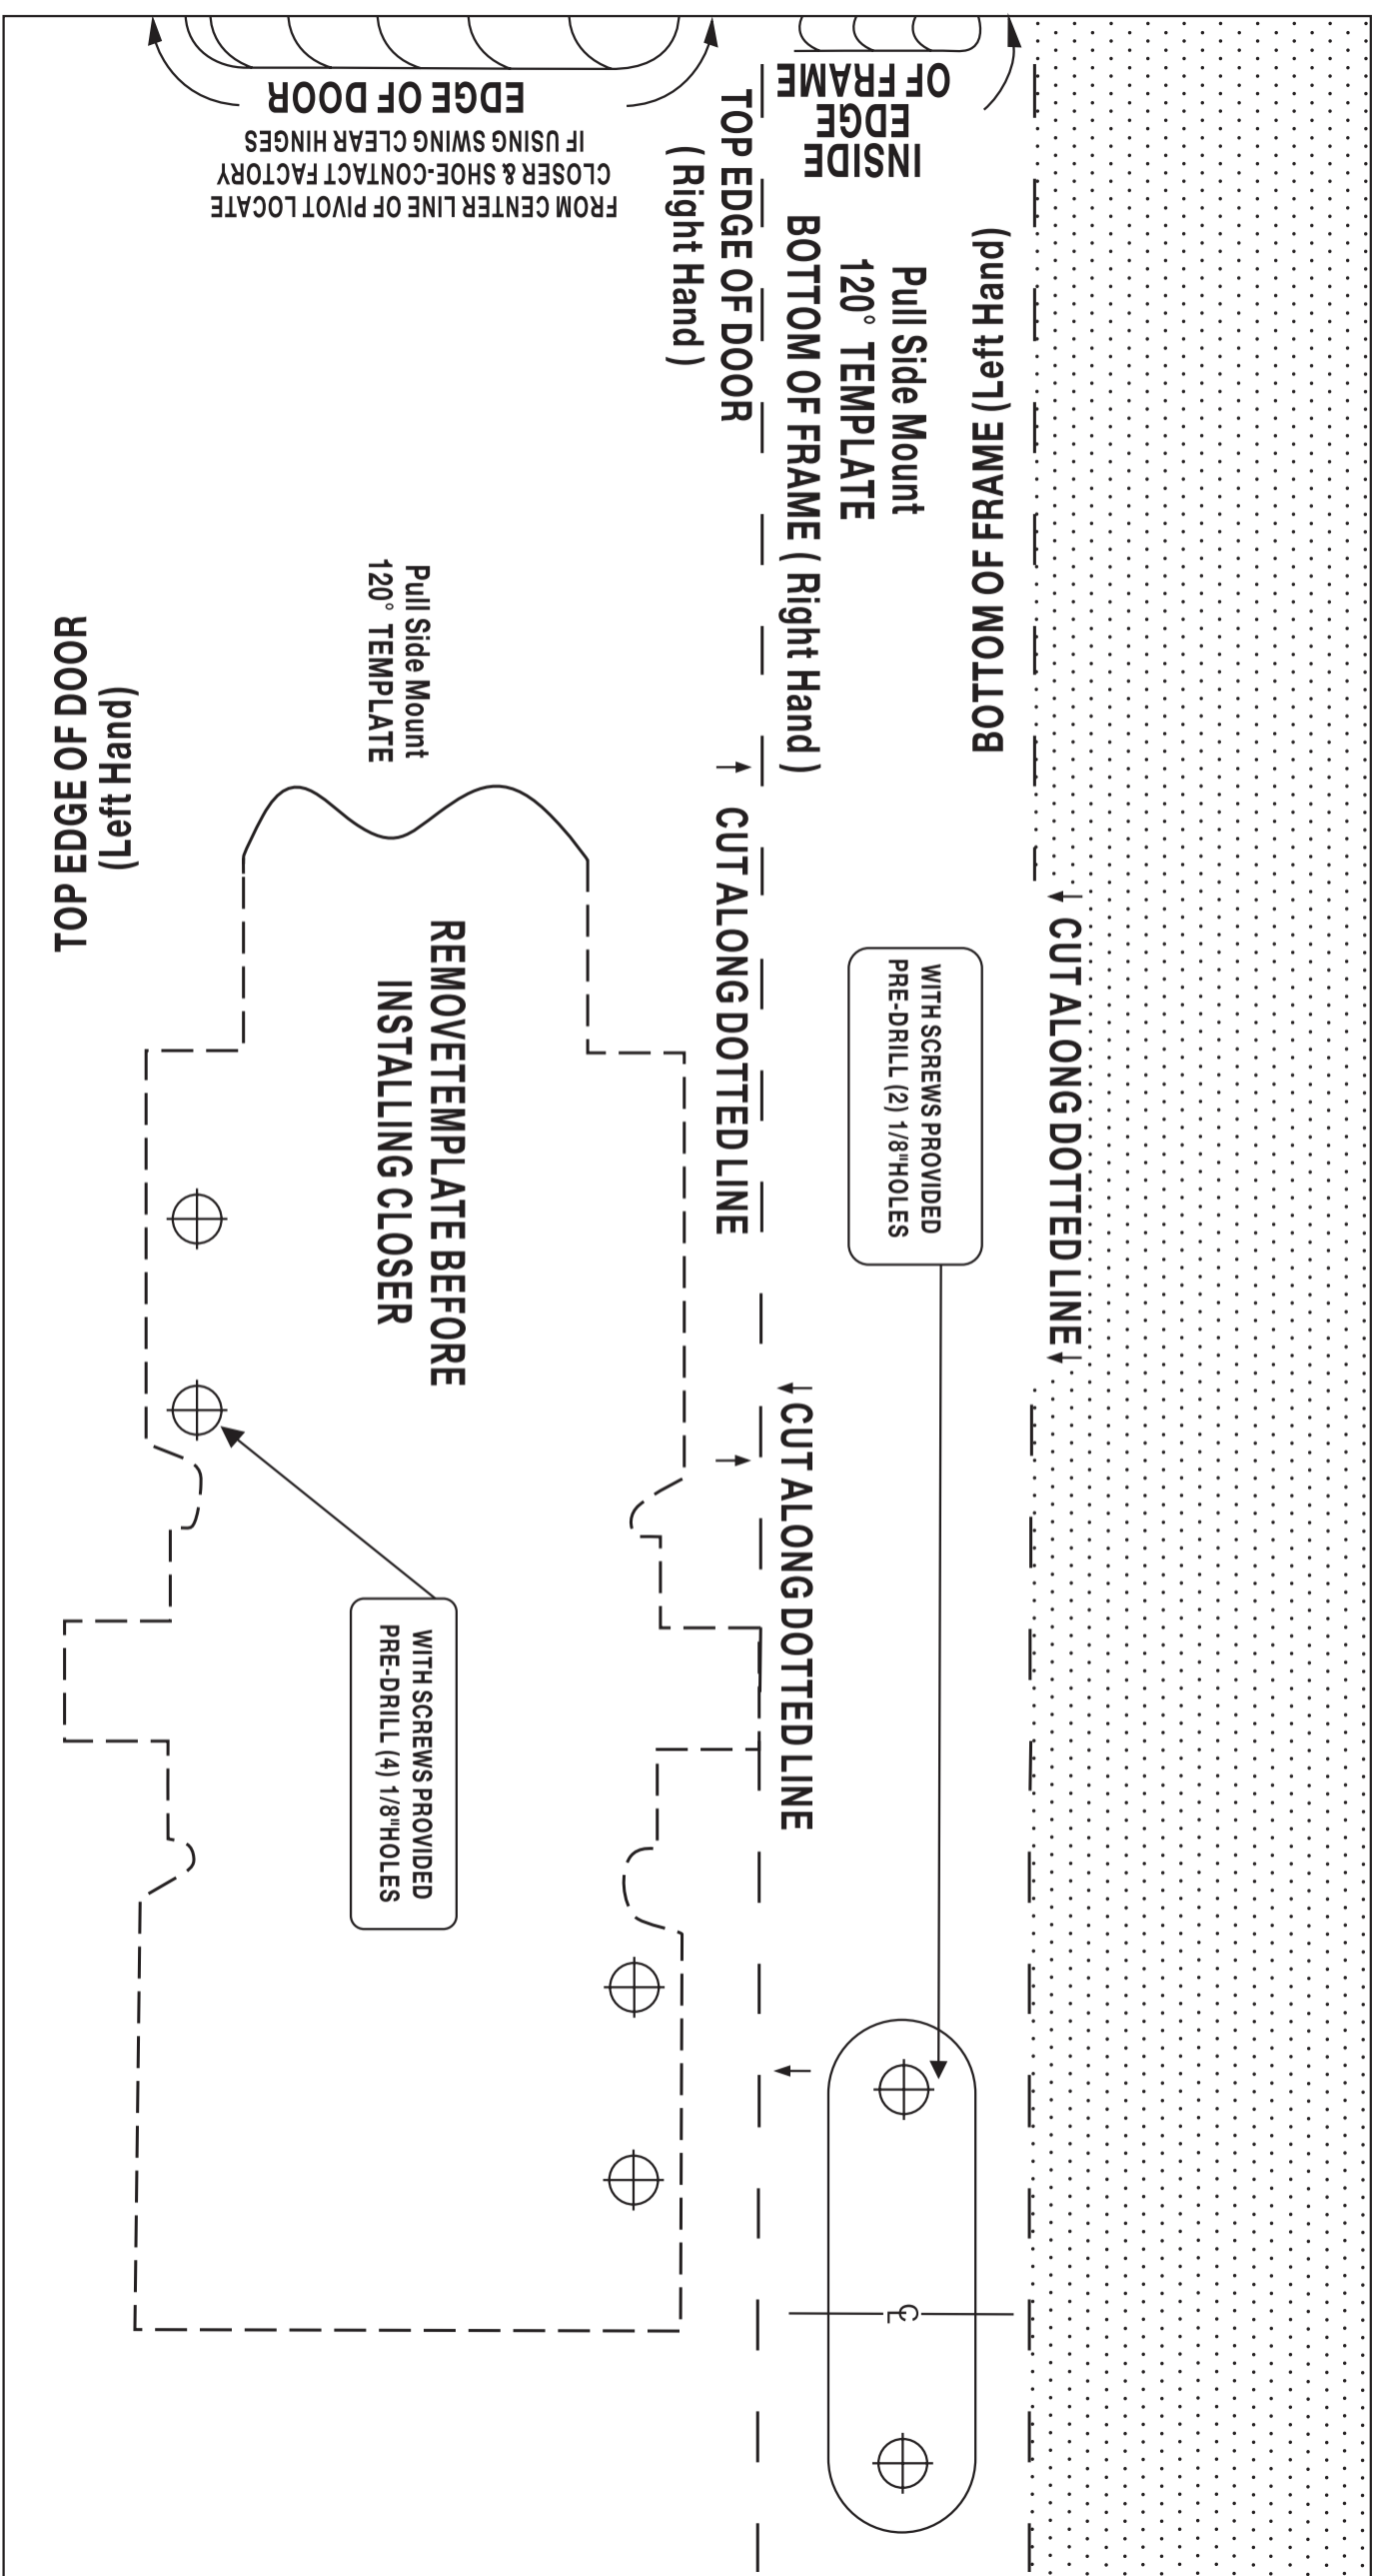 EDGE OF DOOR
IF USING SWING CLEAR HINGES
CLOSER & SHOE-CONTACT FACTORY
FROM CENTER LINE OF PIVOT LOCATE
INSIDE
EDGE
OF FRAME
TOP EDGE OF DOOR
( Right Hand )
BOTTOM OF FRAME ( Right Hand )
Pull Side Mount
120° TEMPLATE
BOTTOM OF FRAME (Left Hand)
Pull Side Mount
120° TEMPLATE
TOP EDGE OF DOOR
(Left Hand)
CUT ALONG DOTTED LINE
CUT ALONG DOTTED LINE
CUT ALONG DOTTED LINE
WITH SCREWS PROVIDED
PRE-DRILL (2) 1/8"HOLES
REMOVETEMPLATE BEFORE
INSTALLING CLOSER
WITH SCREWS PROVIDED
PRE-DRILL (4) 1/8"HOLES
CL